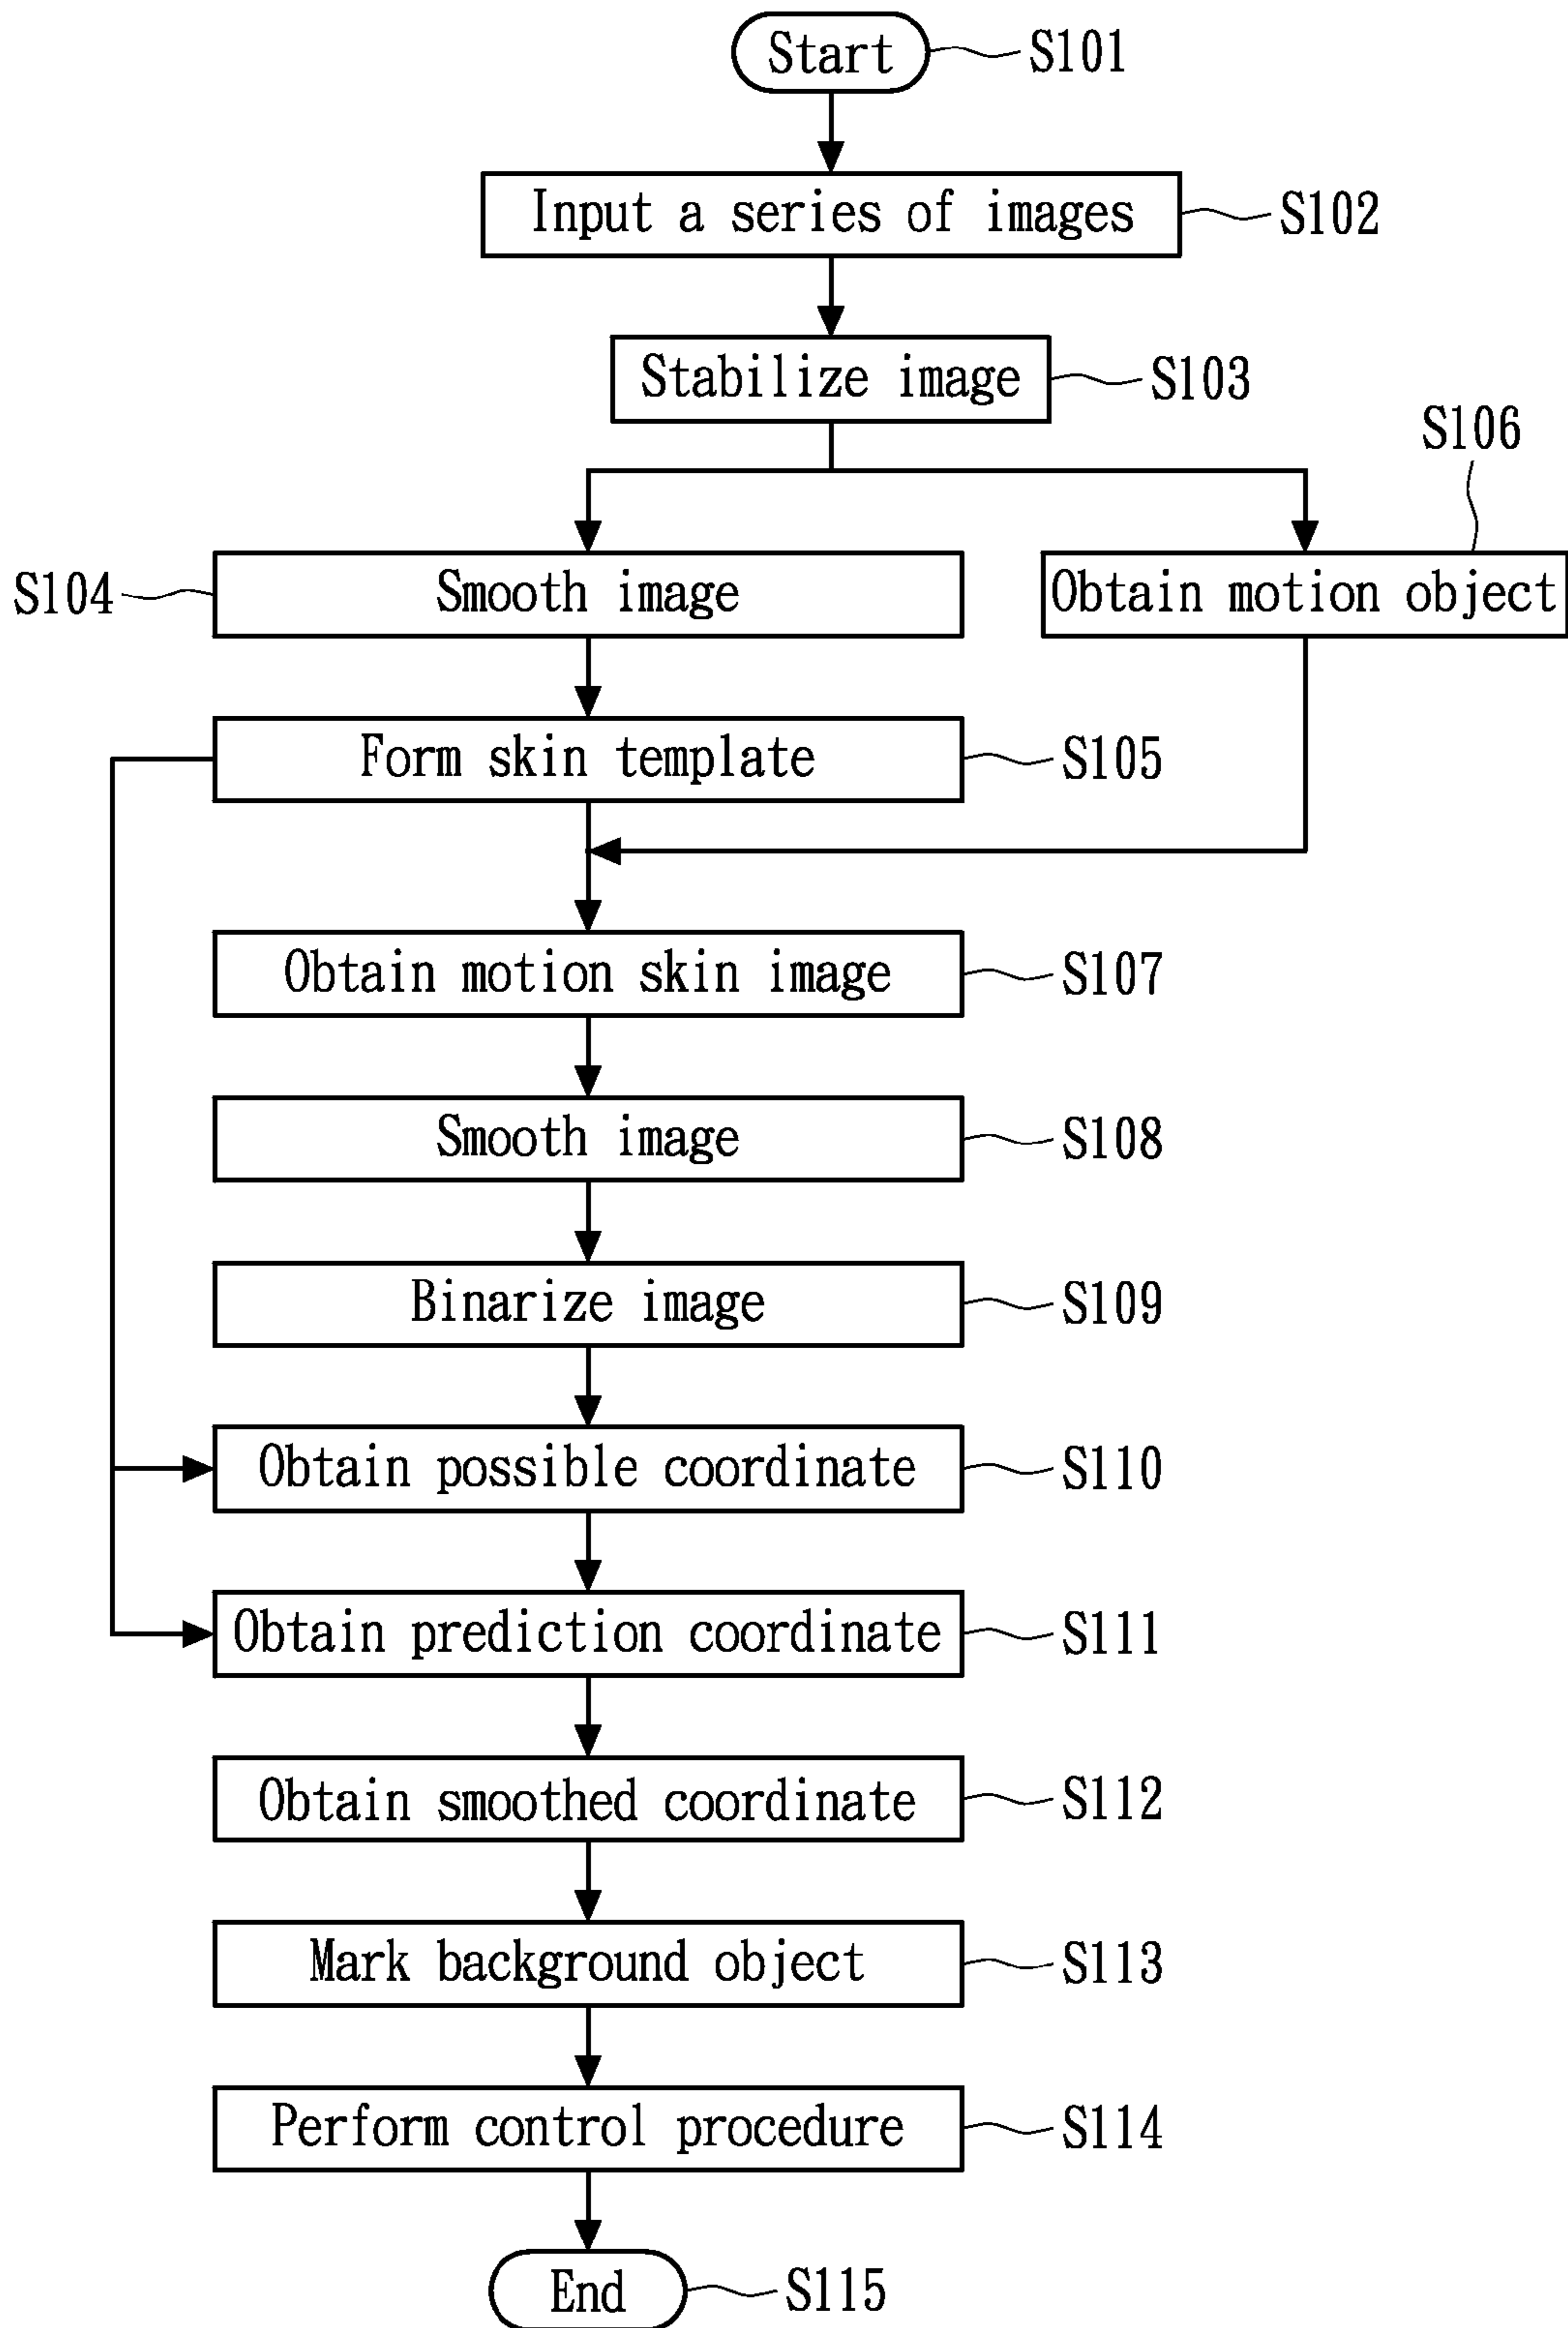 Start
S101
Input a series of images
S102
Stabilize image
S103
S106
S104
Smooth image
Obtain motion object
Form skin template
S105
Obtain motion skin image
S107
Smooth image
S108
Binarize image
S109
Obtain possible coordinate
S110
Obtain prediction coordinate
S111
Obtain smoothed coordinate
S112
Mark background object
S113
Perform control procedure
S114
End
S115